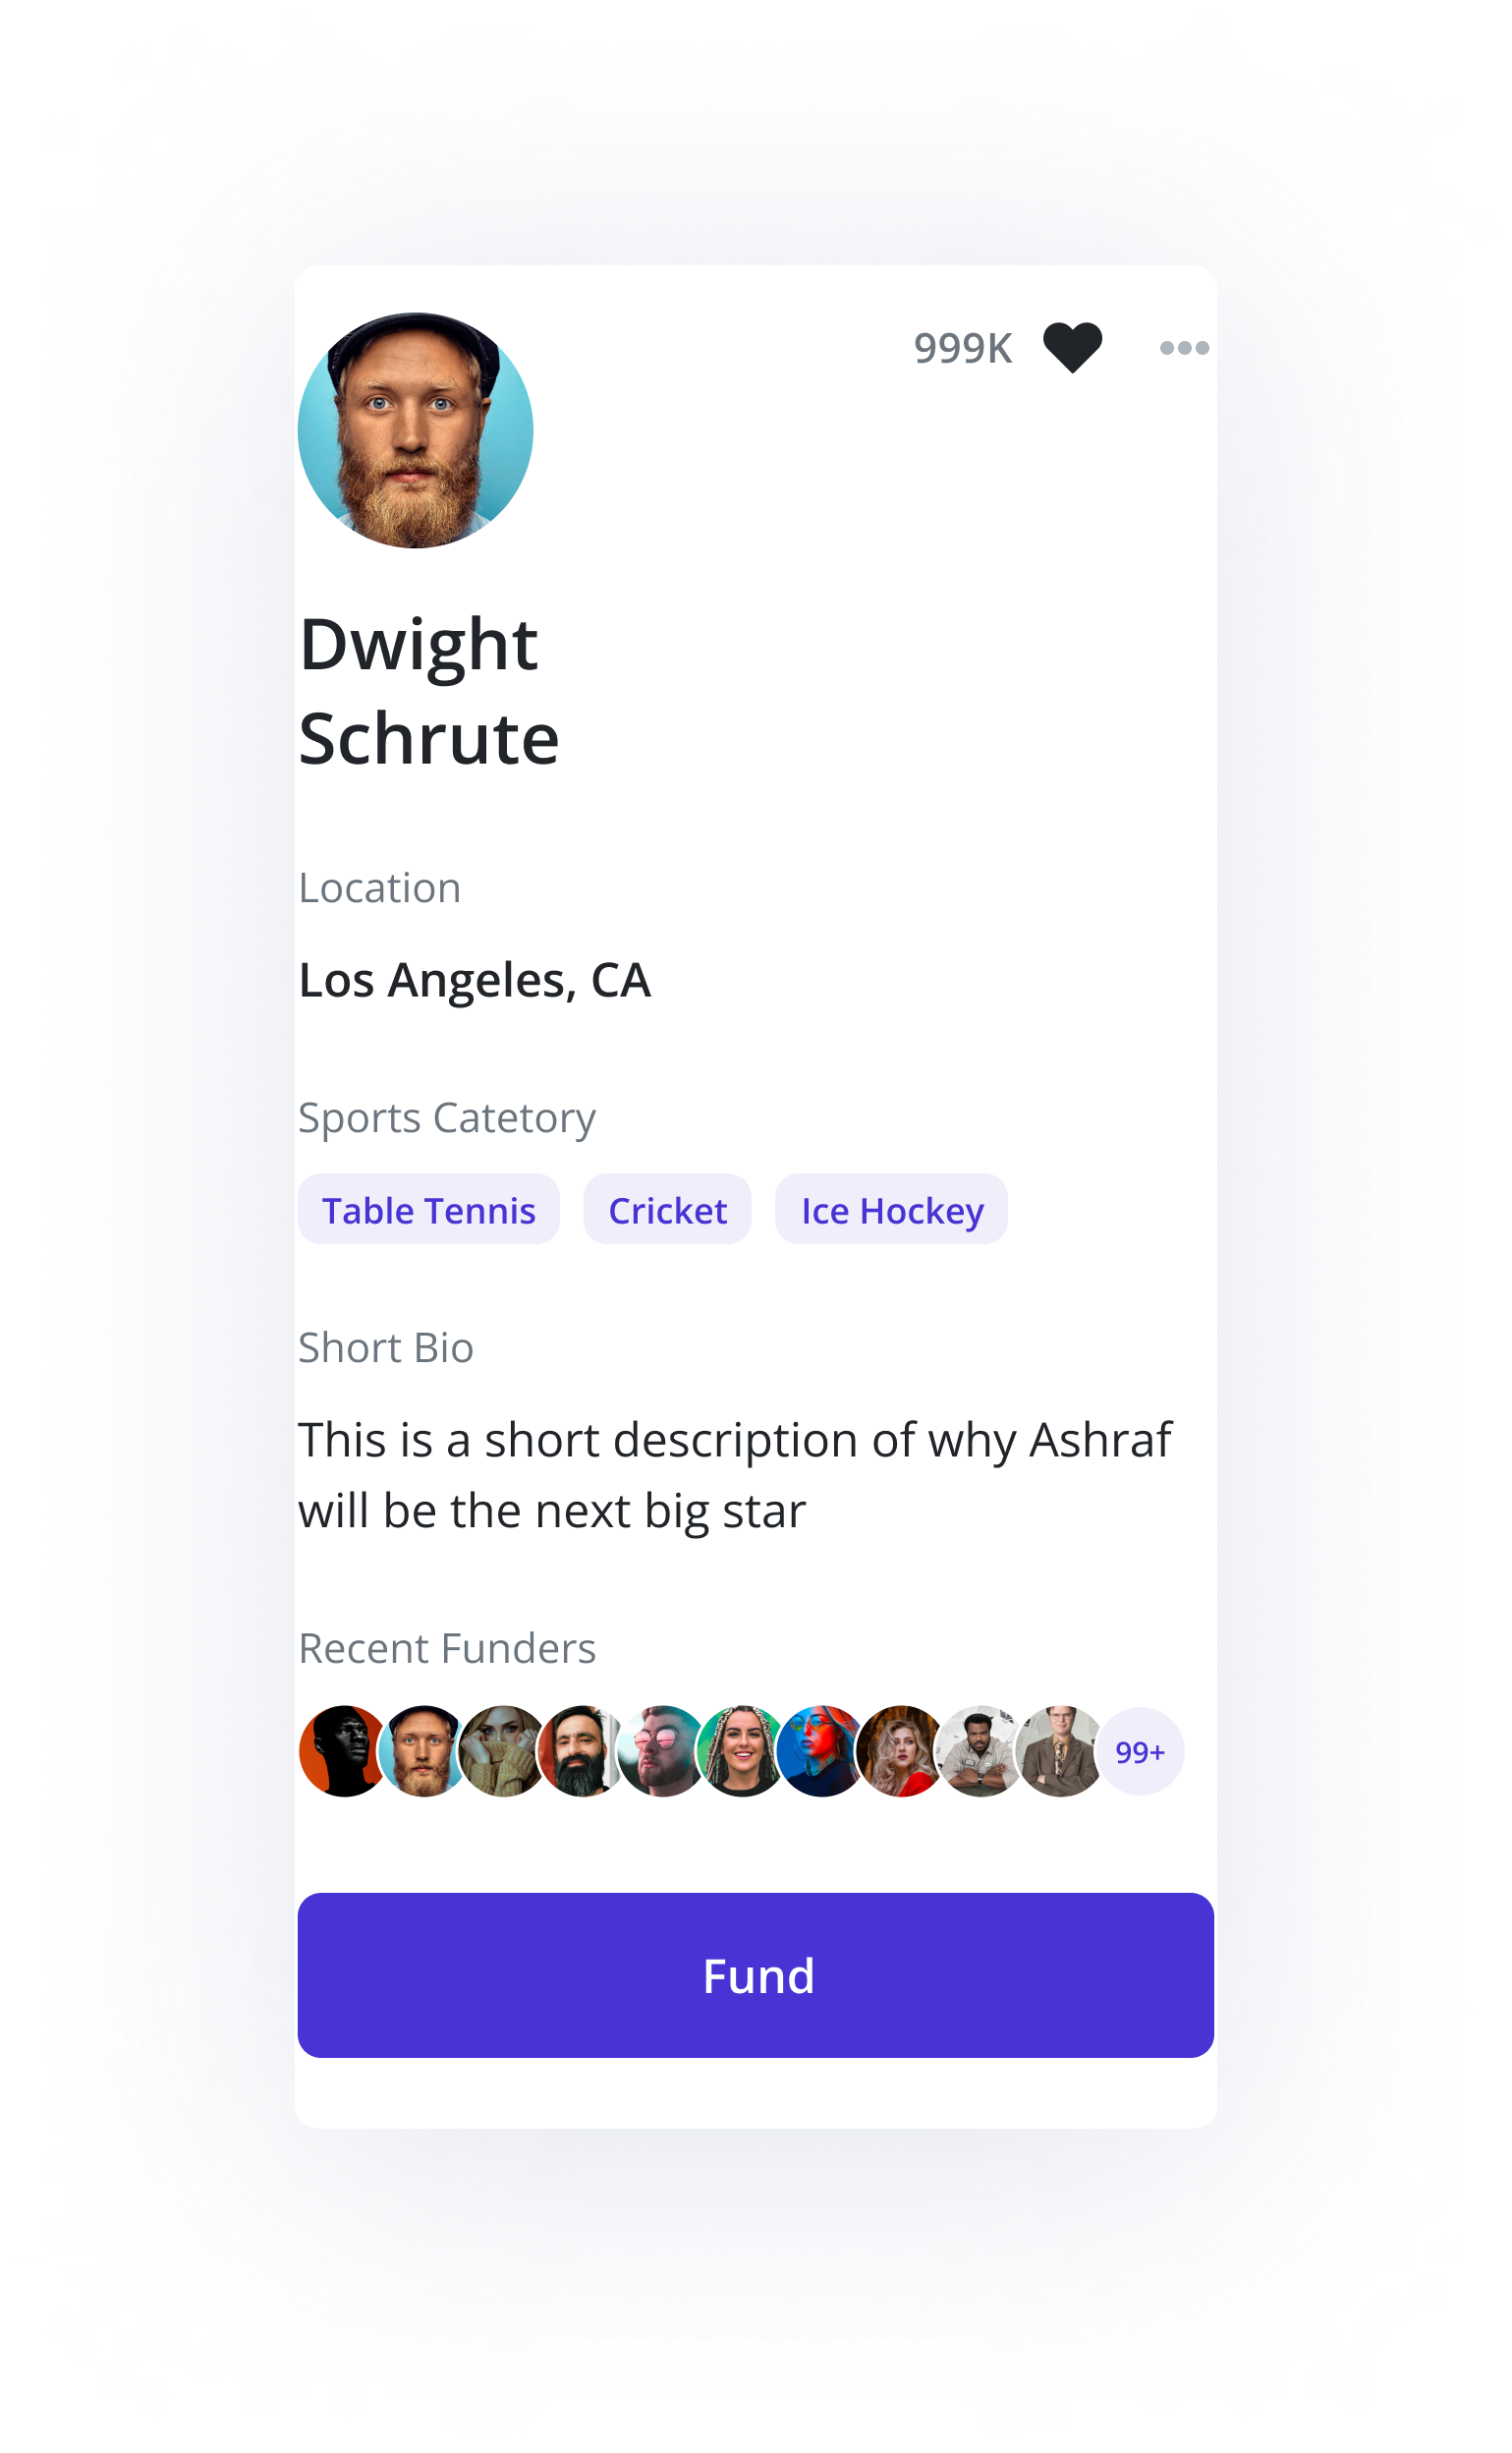 999K
Dwight
Schrute
Location
Los Angeles, CA
Sports Catetory
Table Tennis
Cricket
Ice Hockey
Short Bio
This is a short description of why Ashraf
will be the next big star
Recent Funders
99+
Fund